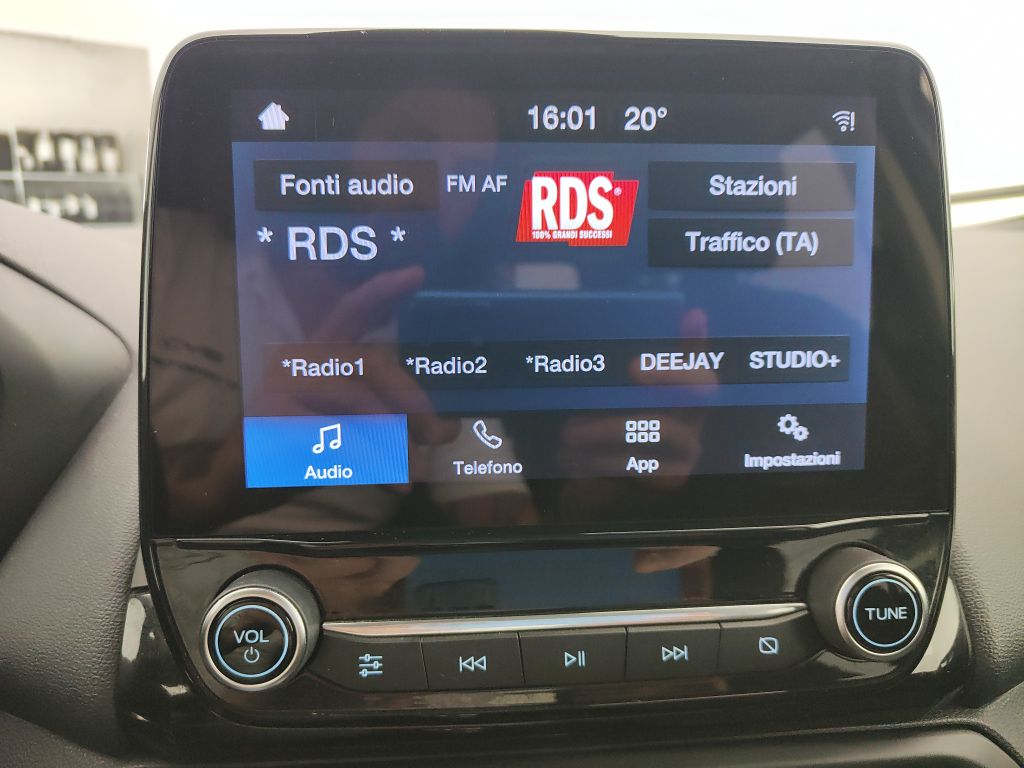 16:01 20°
Fonti audio
FM AF
RDS®
100% GRANDI SUCCESSI
Stazioni
* RDS *
Traffico (TA)
*Radio1 *Radio2 *Radio3 DEEJAY STUDIO+
Audio Telefono App Impostazioni
VOL
TUNE